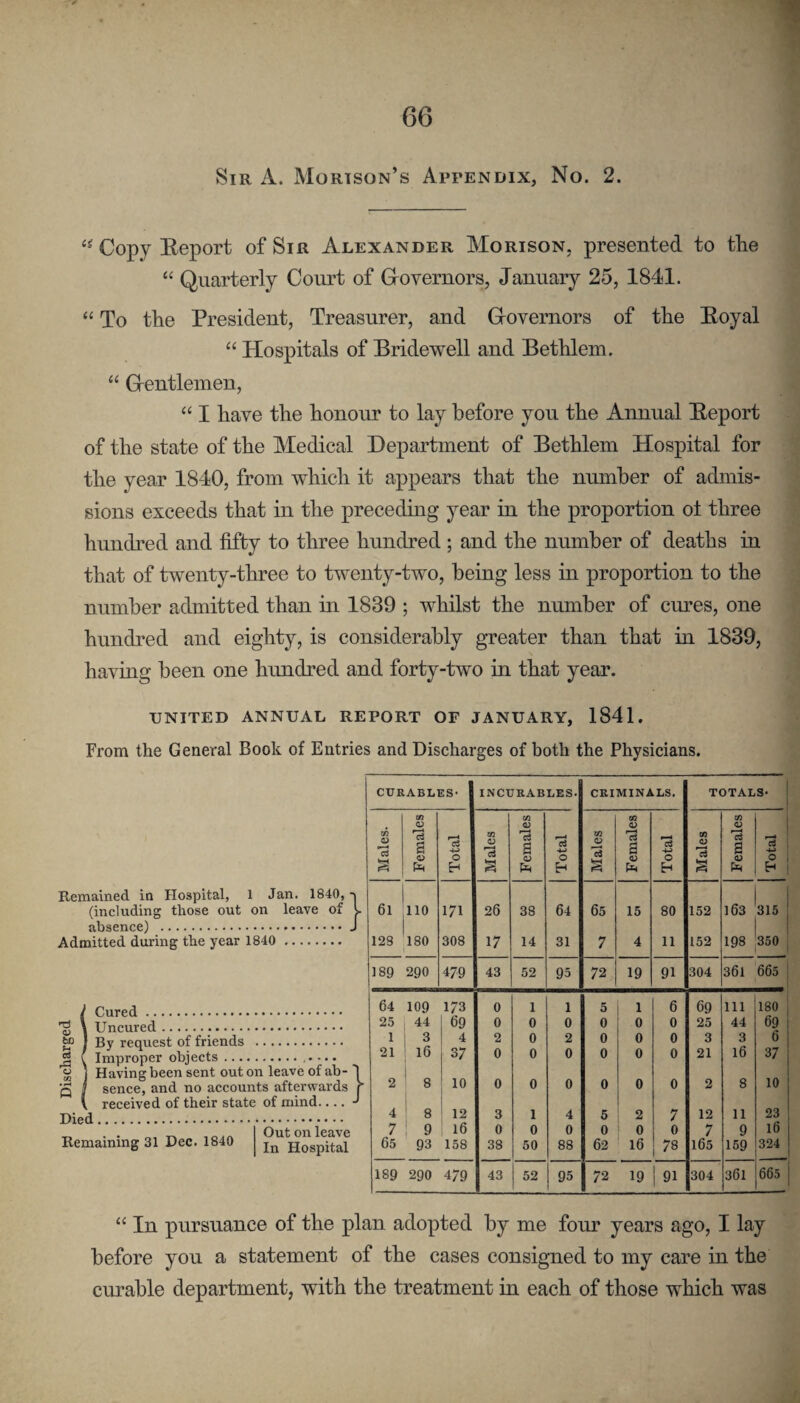 66
Sir A. Morison's Appendix, No. 2.
“ Copy Report of Sir Alexander Morison, presented to the
“ Quarterly Court of Governors, January 25, 1841.
“ To the President, Treasurer, and Governors of the Royal
“ Hospitals of Bridewell and Bethlem.
“ Gentlemen,
“ I have the honour to lay before you the Annual Report
of the state of the Medical Department of Bethlem Hospital for
the year 1840, from which it appears that the number of admis-
sions exceeds that in the preceding year in the proportion of three
hundred and fifty to three hundred ; and the number of deaths in
that of twenty-three to twenty-two, being less in proportion to the
number admitted than in 1839 ; whilst the number of cures, one
hundred and eighty, is considerably greater than that in 1839,
having been one hundred and forty-two in that year.
UNITED ANNUAL REPORT OF JANUARY, 1841.
From the General Book of Entries and Discharges of both the Physicians.
CURABLES. INCURABLES. CRIMINALS. TOTALS.
Males. Females Total Males Females Total Males Females Total Males Females Total
Remained in Hospital, 1 Jan. 1840,
(including those out on leave of
absence) .......... 61 110 171 26 38 64 65 15 80 152 163 315
Admitted during the year 1840 ........ 128 180 308 17 14 31 7 4 11 152 198 350
189 290 479 43 52 95 72 19 91 304 361 665
Discharged
Cured .......... 64 109 173 0 1 1 5 1 6 69 111 180
Uncured .......... 25 44 69 0 0 0 0 0 0 25 44 69
By request of friends .......... 1 3 4 2 0 2 0 0 0 3 3 6
Improper objects .......... 21 16 37 0 0 0 0 0 0 21 16 37
Having been sent out on leave of ab-
sence, and no accounts afterwards
received of their state of mind.... 2 8 10 0 0 0 0 0 0 2 8 10
Died .......... 4 8 12 3 1 4 5 2 7 12 11 23
Remaining 31 Dec. 1840 Out on leave 7 9 16 0 0 0 0 0 0 7 9 16
In Hospital 65 93 158 38 50 88 62 16 78 165 159 324
189 290 479 43 52 95 72 19 91 304 361 665
“ In pursuance of the plan adopted by me four years ago, I lay
before you a statement of the cases consigned to my care in the
curable department, with the treatment in each of those which was